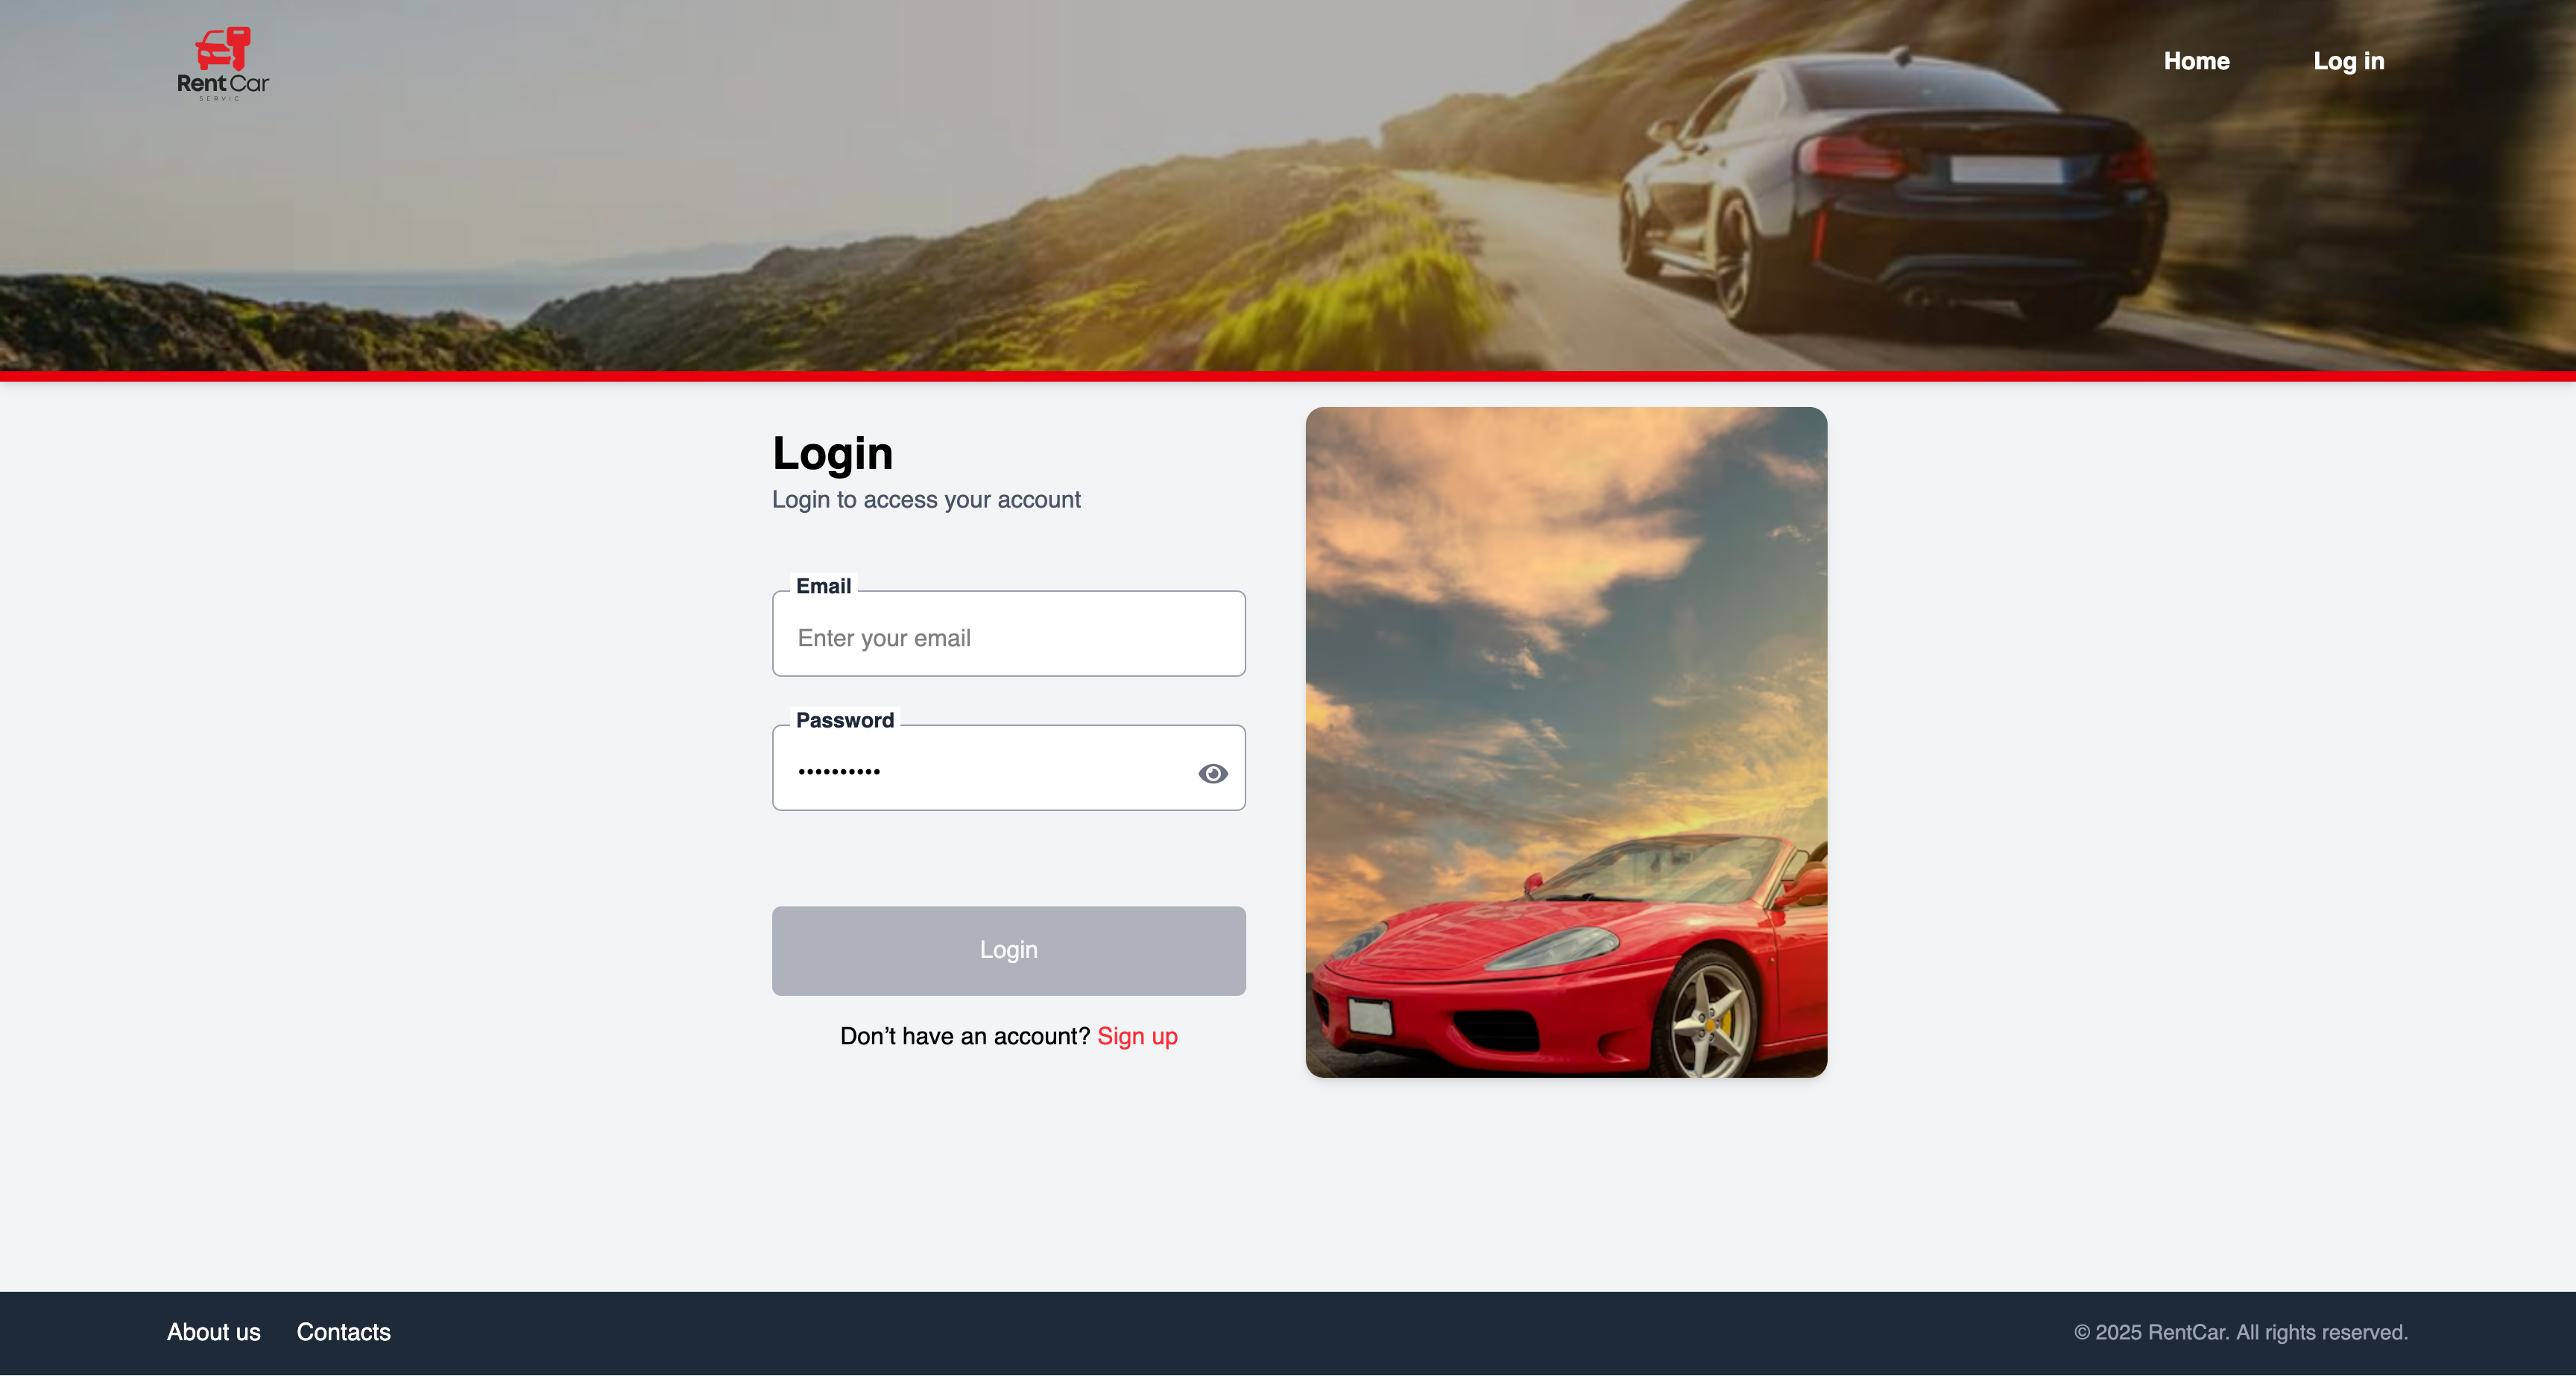 Rent Car
SERVIC
Home
Log in
Login
Login to access your account
Email
Enter your email
Password
••••••••••
Login
Don’t have an account? Sign up
About us
Contacts
© 2025 RentCar. All rights reserved.